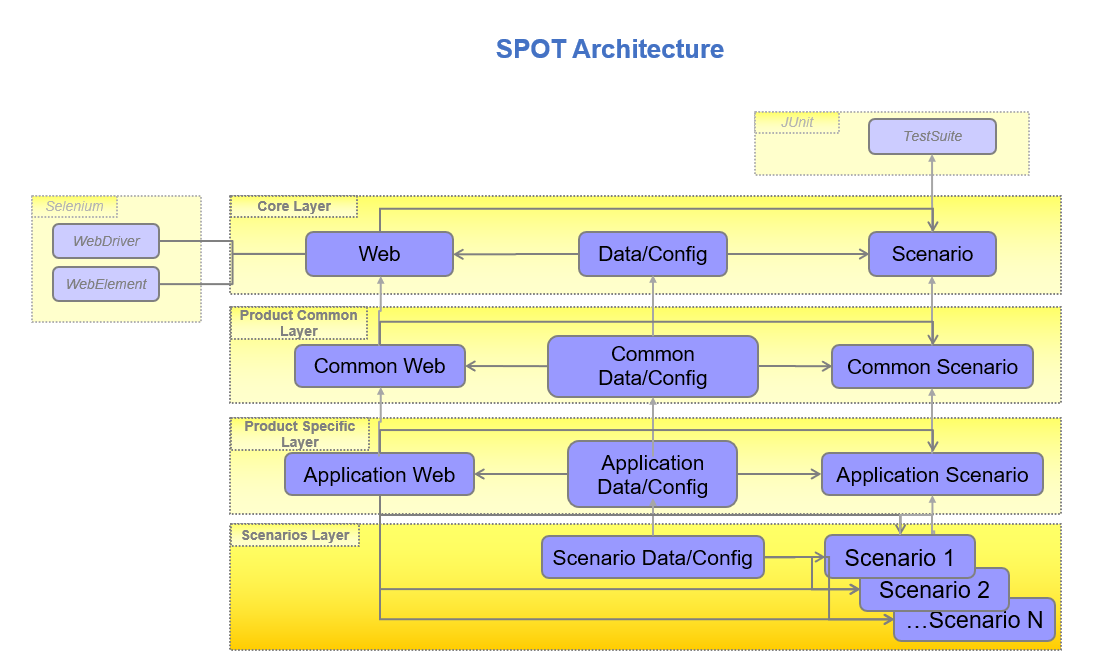 SPOT Architecture
JUnit
TestSuite
Selenium
WebDriver
WebElement
Core Layer
Web
Data/Config
Scenario
Product Common
Layer
Common Web
Common
Data/Config
Common Scenario
Product Specific
Layer
Application Web
Application
Data/Config
Application Scenario
Scenarios Layer
Scenario Data/Config
Scenario 1
Scenario 2
…Scenario N